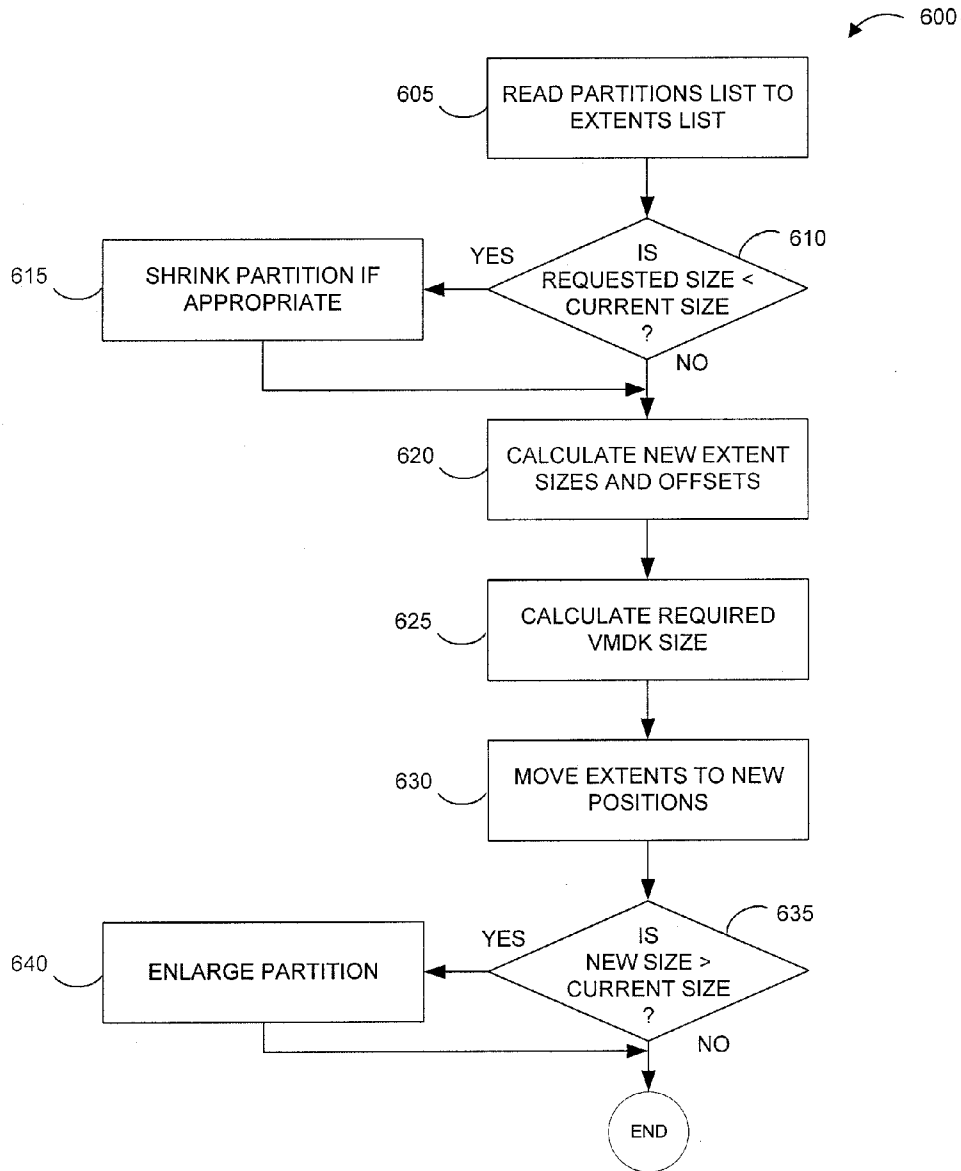 600
605
READ PARTITIONS LIST TO
EXTENTS LIST
610
YES
IS
REQUESTED SIZE <
CURRENT SIZE
?
NO
615
SHRINK PARTITION IF
APPROPRIATE
620
CALCULATE NEW EXTENT
SIZES AND OFFSETS
625
CALCULATE REQUIRED
VMDK SIZE
630
MOVE EXTENTS TO NEW
POSITIONS
635
YES
IS
NEW SIZE >
CURRENT SIZE
?
NO
640
ENLARGE PARTITION
END